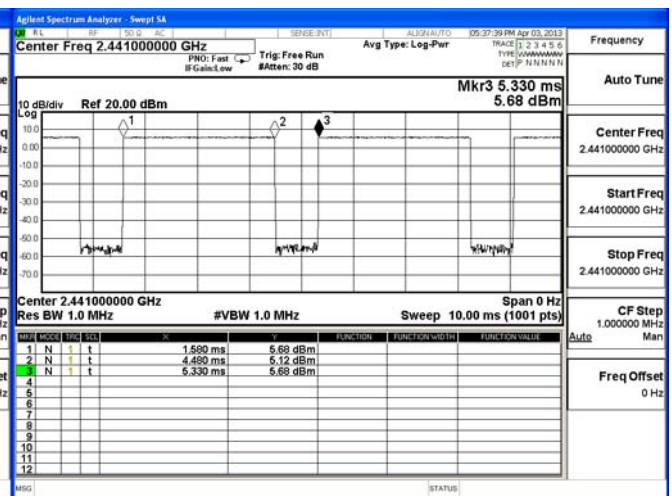 Agilent Spectrum Analyzer - Swept SA
RL RF 50 Ω AC SENSE:INT ALIGN AUTO 05:37:39 PM Apr 03, 2013
Center Freq 2.441000000 GHz
PNO: Fast
IFGain:Low
Trig: Free Run
#Atten: 30 dB
Avg Type: Log-Pwr
TRACE 1 2 3 4 5 6
TYPE
DET P N N N N N
Mkr3 5.330 ms
5.68 dBm
10 dB/div Ref 20.00 dBm
Log
10.0
0.00
-10.0
-20.0
-30.0
-40.0
-50.0
-60.0
-70.0
1
2
3
Center 2.441000000 GHz
Span 0 Hz
Res BW 1.0 MHz #VBW 1.0 MHz Sweep 10.00 ms (1001 pts)
MKR MODE TRC SCL X Y FUNCTION FUNCTION WIDTH FUNCTION VALUE
1 N 1 t 1.580 ms 5.68 dBm
2 N 1 t 4.480 ms 5.12 dBm
3 N 1 t 5.330 ms 5.68 dBm
4
5
6
7
8
9
10
11
12
MSG STATUS
Frequency
Auto Tune
Center Freq
2.441000000 GHz
Start Freq
2.441000000 GHz
Stop Freq
2.441000000 GHz
CF Step
1.000000 MHz
Auto Man
Freq Offset
0 Hz